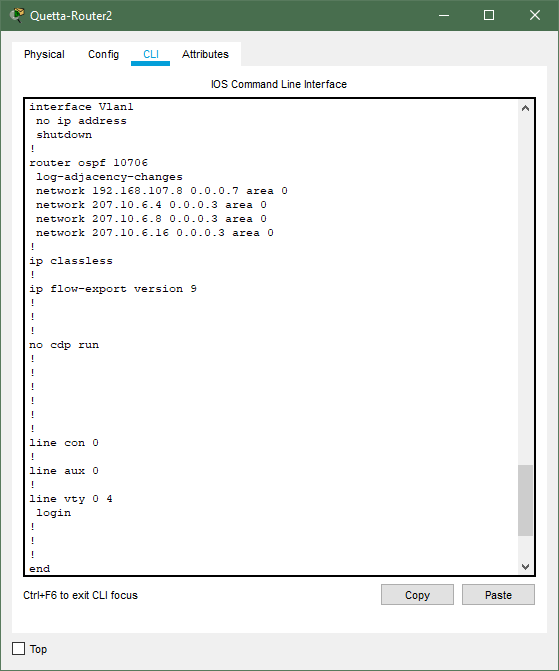 Quetta-Router2
Physical Config CLI Attributes
IOS Command Line Interface
interface Vlan1
no ip address
shutdown
!
router ospf 10706
log-adjacency-changes
network 192.168.107.8 0.0.0.7 area 0
network 207.10.6.4 0.0.0.3 area 0
network 207.10.6.8 0.0.0.3 area 0
network 207.10.6.16 0.0.0.3 area 0
!
ip classless
!
ip flow-export version 9
!
!
!
no cdp run
!
!
!
!
!
!
line con 0
!
line aux 0
!
line vty 0 4
login
!
!
!
end
Ctrl+F6 to exit CLI focus
Copy Paste
Top